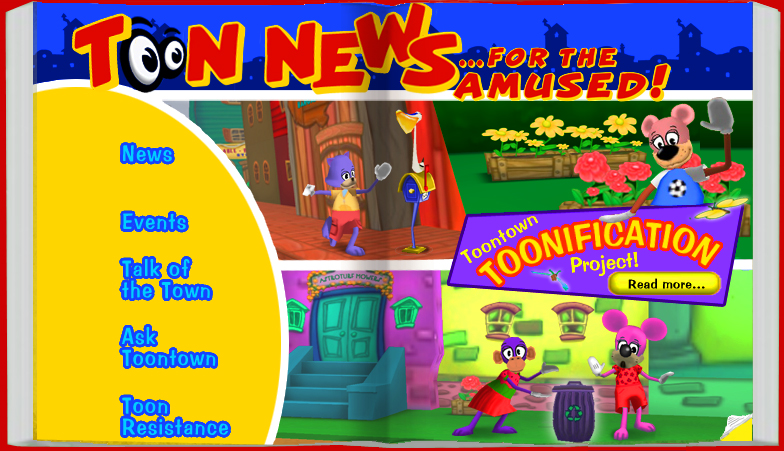 TOON NEWS
...FOR THE
AMUSED!
News
Events
Talk of
the Town
Ask
Toontown
Toon
Resistance
Toontown
TOONIFICATION
Project!
Read more...